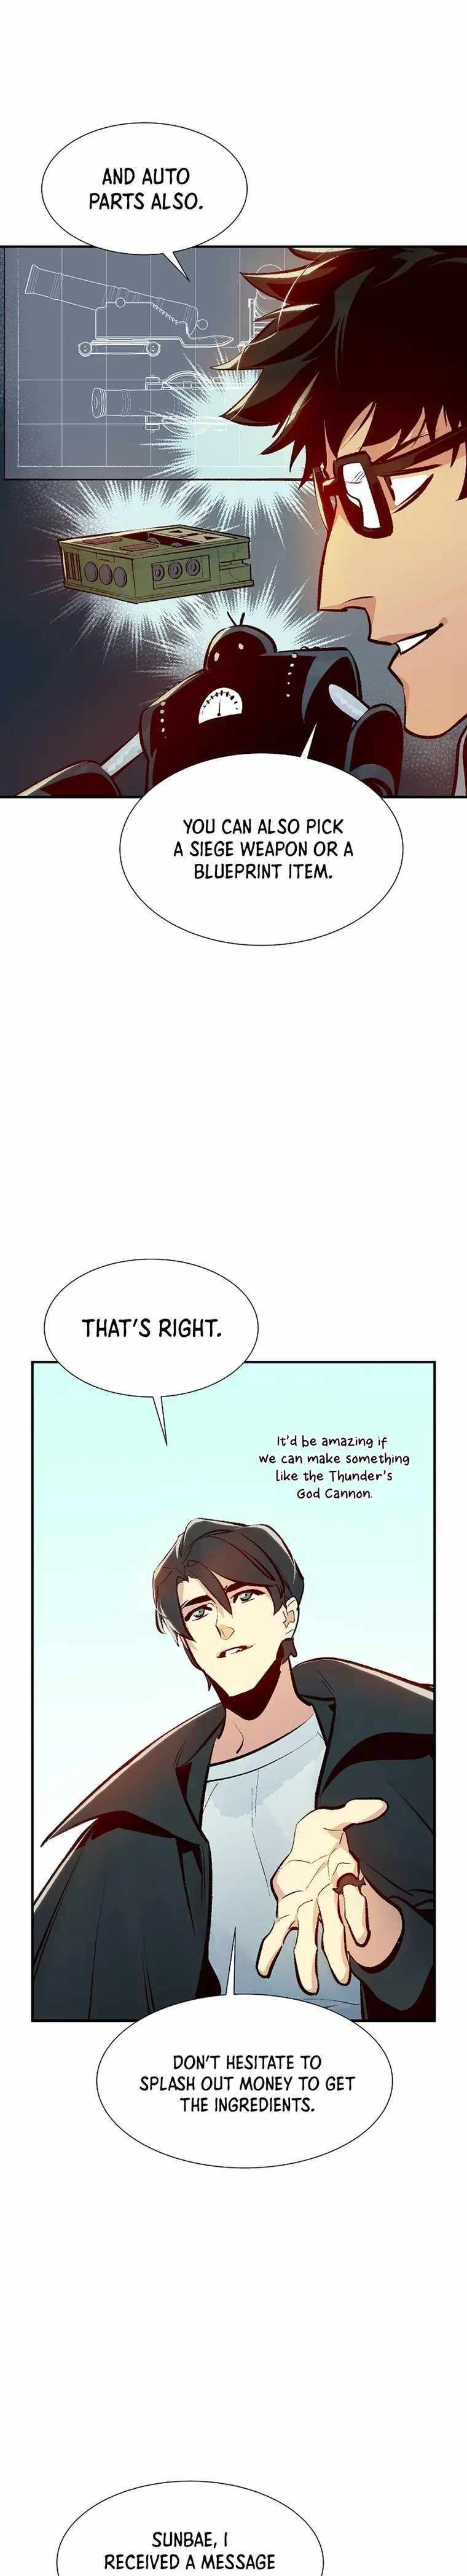 AND AUTO
PARTS ALSO.
YOU CAN ALSO PICK
A SIEGE WEAPON OR A
BLUEPRINT ITEM.
THAT'S RIGHT.
It'd be amazing if
we can make something
like the Thunder's
God Cannon.
DON'T HESITATE TO
SPLASH OUT MONEY TO GET
THE INGREDIENTS.
SUNBAE, I
RECEIVED A MESSAGE